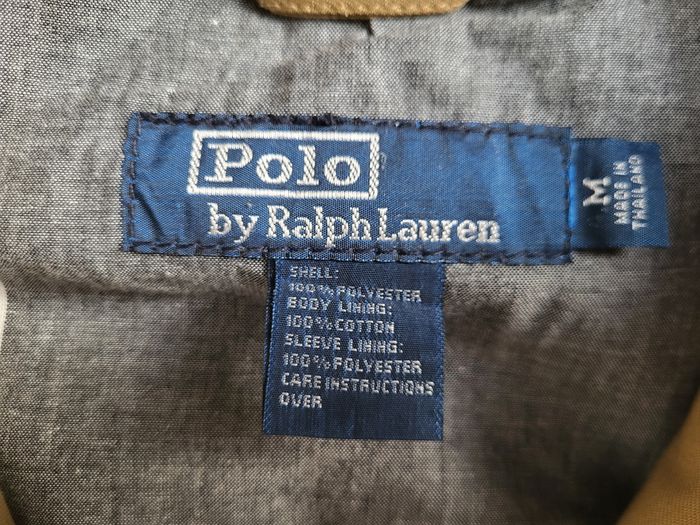 Polo
by Ralph Lauren
M
MADE IN
THAILAND
SHELL:
100% POLYESTER
BODY LINING:
100% COTTON
SLEEVE LINING:
100% POLYESTER
CARE INSTRUCTIONS
OVER